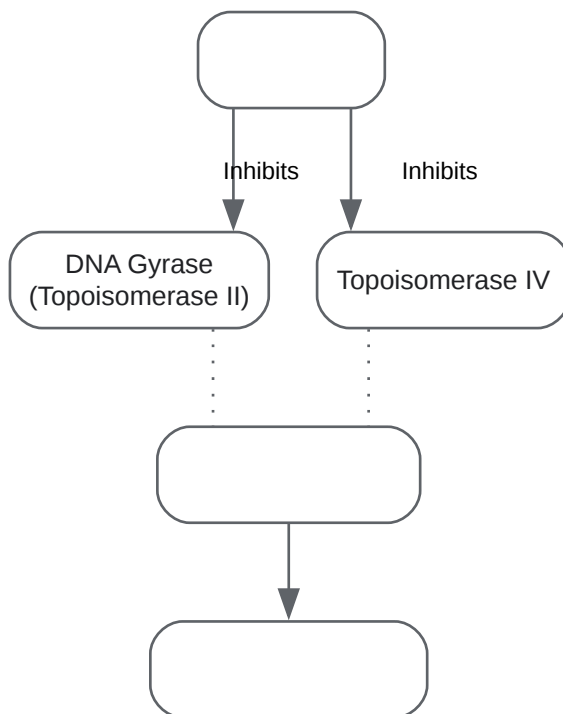 Inhibits
Inhibits
DNA Gyrase
(Topoisomerase II)
Topoisomerase IV